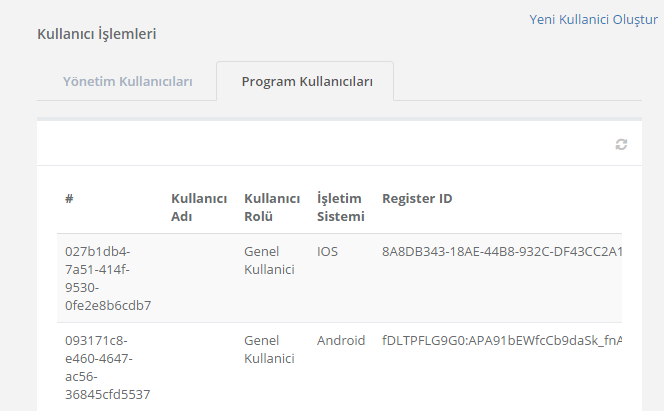 Yeni Kullanici Oluştur
Kullanıcı İşlemleri
Yönetim Kullanıcıları Program Kullanıcıları
# Kullanıcı Adı Kullanıcı Rolü İşletim Sistemi Register ID
027b1db4-
7a51-414f-
9530-
0fe2e8b6cdb7
Genel
Kullanici
IOS
8A8DB343-18AE-44B8-932C-DF43CC2A1
093171c8-
e460-4647-
ac56-
36845cfd5537
Genel
Kullanici
Android
fDLTPFLG9G0:APA91bEWfcCb9daSk_fnA